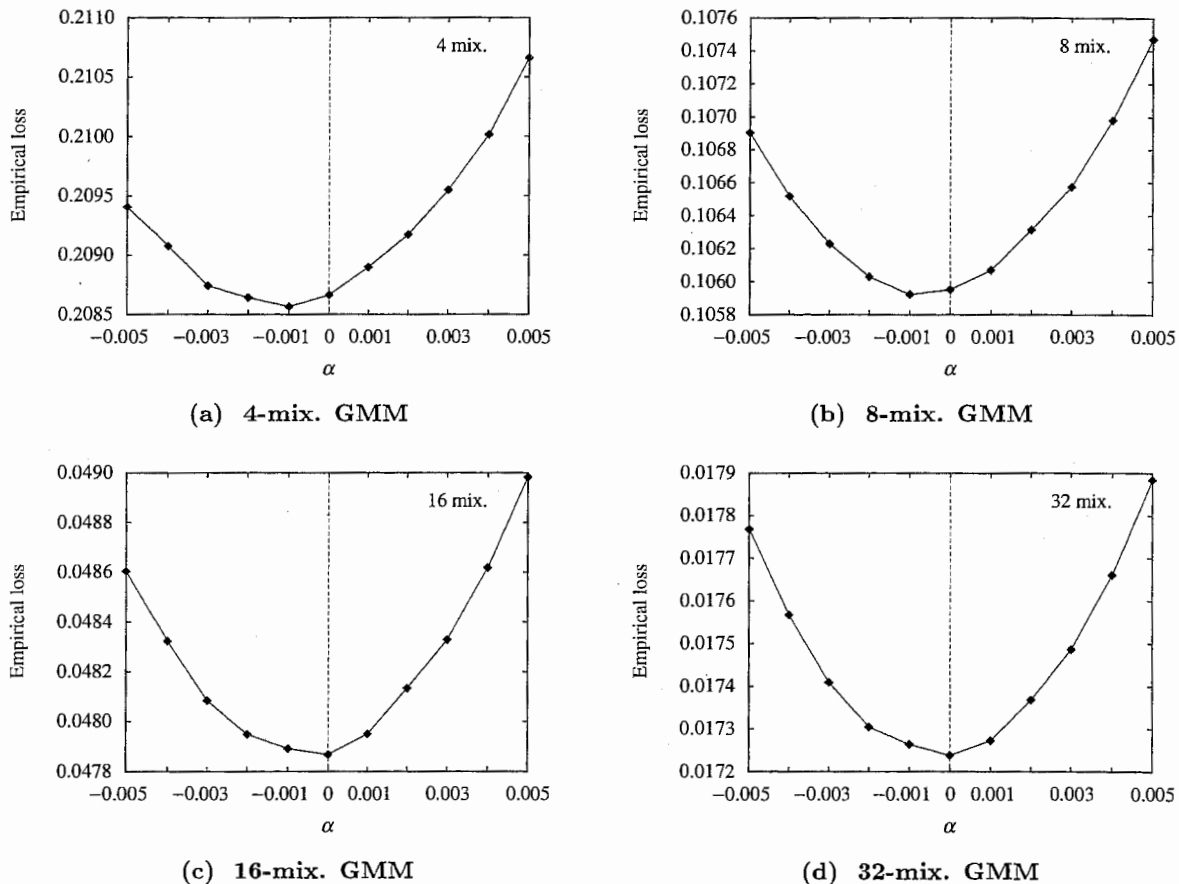 0.2110
0.2105
0.2100
0.2095
0.2090
0.2085
Empirical loss
4 mix.
−0.005 −0.003 −0.001 0 0.001 0.003 0.005
α
(a) 4-mix. GMM
0.1076
0.1074
0.1072
0.1070
0.1068
0.1066
0.1064
0.1062
0.1060
0.1058
Empirical loss
8 mix.
−0.005 −0.003 −0.001 0 0.001 0.003 0.005
α
(b) 8-mix. GMM
0.0490
0.0488
0.0486
0.0484
0.0482
0.0480
0.0478
Empirical loss
16 mix.
−0.005 −0.003 −0.001 0 0.001 0.003 0.005
α
(c) 16-mix. GMM
0.0179
0.0178
0.0177
0.0176
0.0175
0.0174
0.0173
0.0172
Empirical loss
32 mix.
−0.005 −0.003 −0.001 0 0.001 0.003 0.005
α
(d) 32-mix. GMM